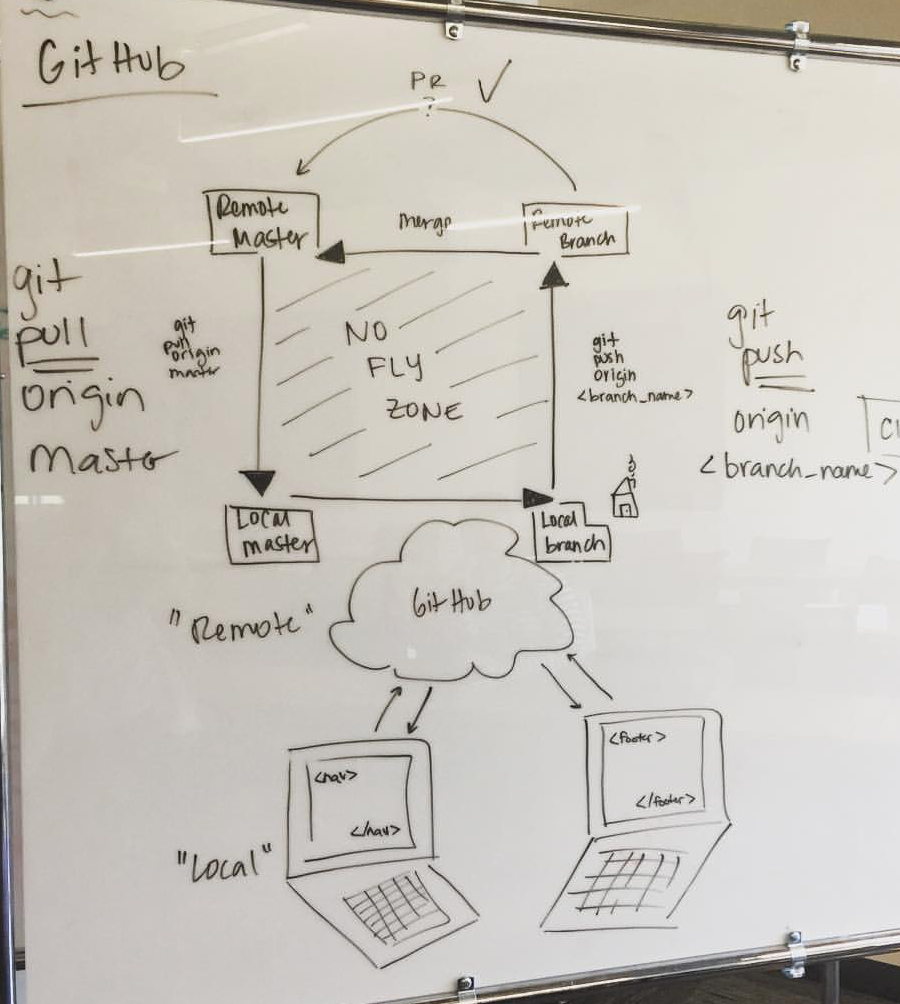 GitHub
PR
?
Remote
Master
merge
Remote
Branch
git
pull
origin
master
git
pull
origin
master
NO
FLY
ZONE
git
push
origin
<branch_name>
git
push
origin
<branch_name>
Local
master
Local
branch
GitHub
"Remote"
<nav>
</nav>
<footer>
</footer>
"Local"